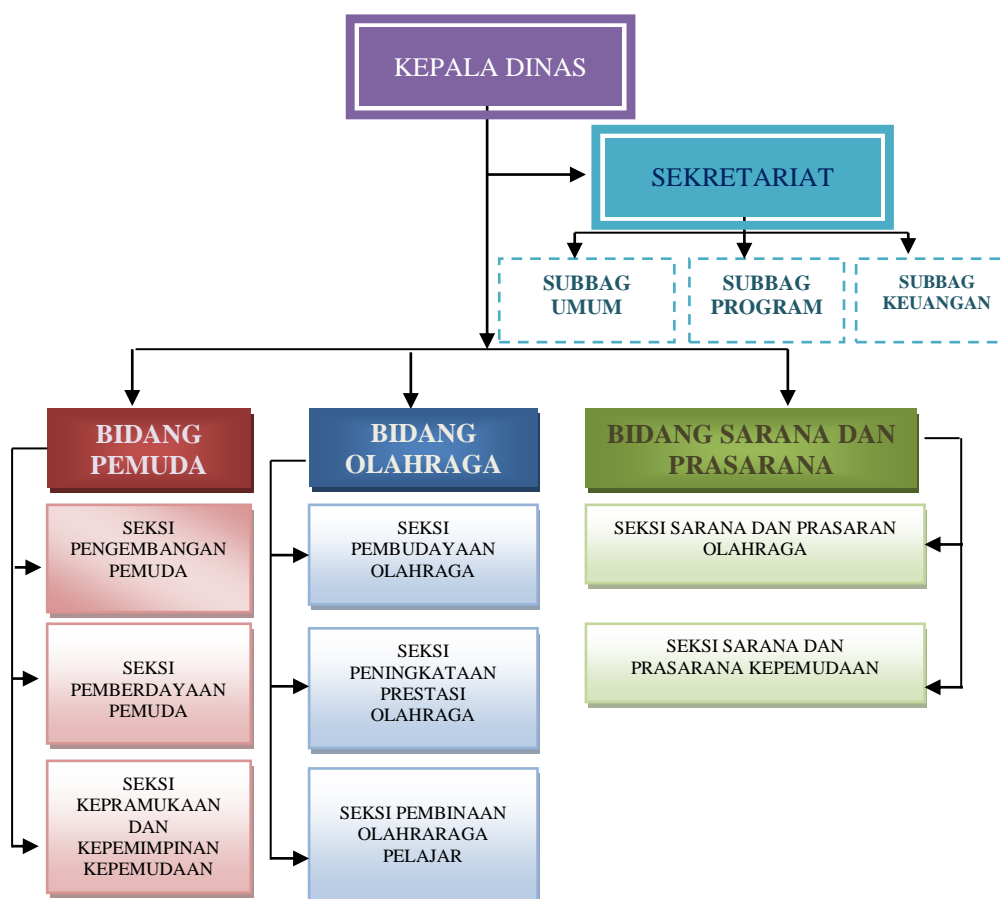 KEPALA DINAS
SEKRETARIAT
SUBBAG
UMUM
SUBBAG
PROGRAM
SUBBAG
KEUANGAN
BIDANG
PEMUDA
BIDANG
OLAHRAGA
BIDANG SARANA DAN
PRASARANA
SEKSI
PENGEMBANGAN
PEMUDA
SEKSI
PEMBERDAYAAN
PEMUDA
SEKSI
KEPRAMUKAAN
DAN
KEPEMIMPINAN
KEPEMUDAAN
SEKSI
PEMBUDAYAAN
OLAHRAGA
SEKSI
PENINGKATAAN
PRESTASI
OLAHRAGA
SEKSI PEMBINAAN
OLAHRARAGA
PELAJAR
SEKSI SARANA DAN PRASARAN
OLAHRAGA
SEKSI SARANA DAN
PRASARANA KEPEMUDAAN